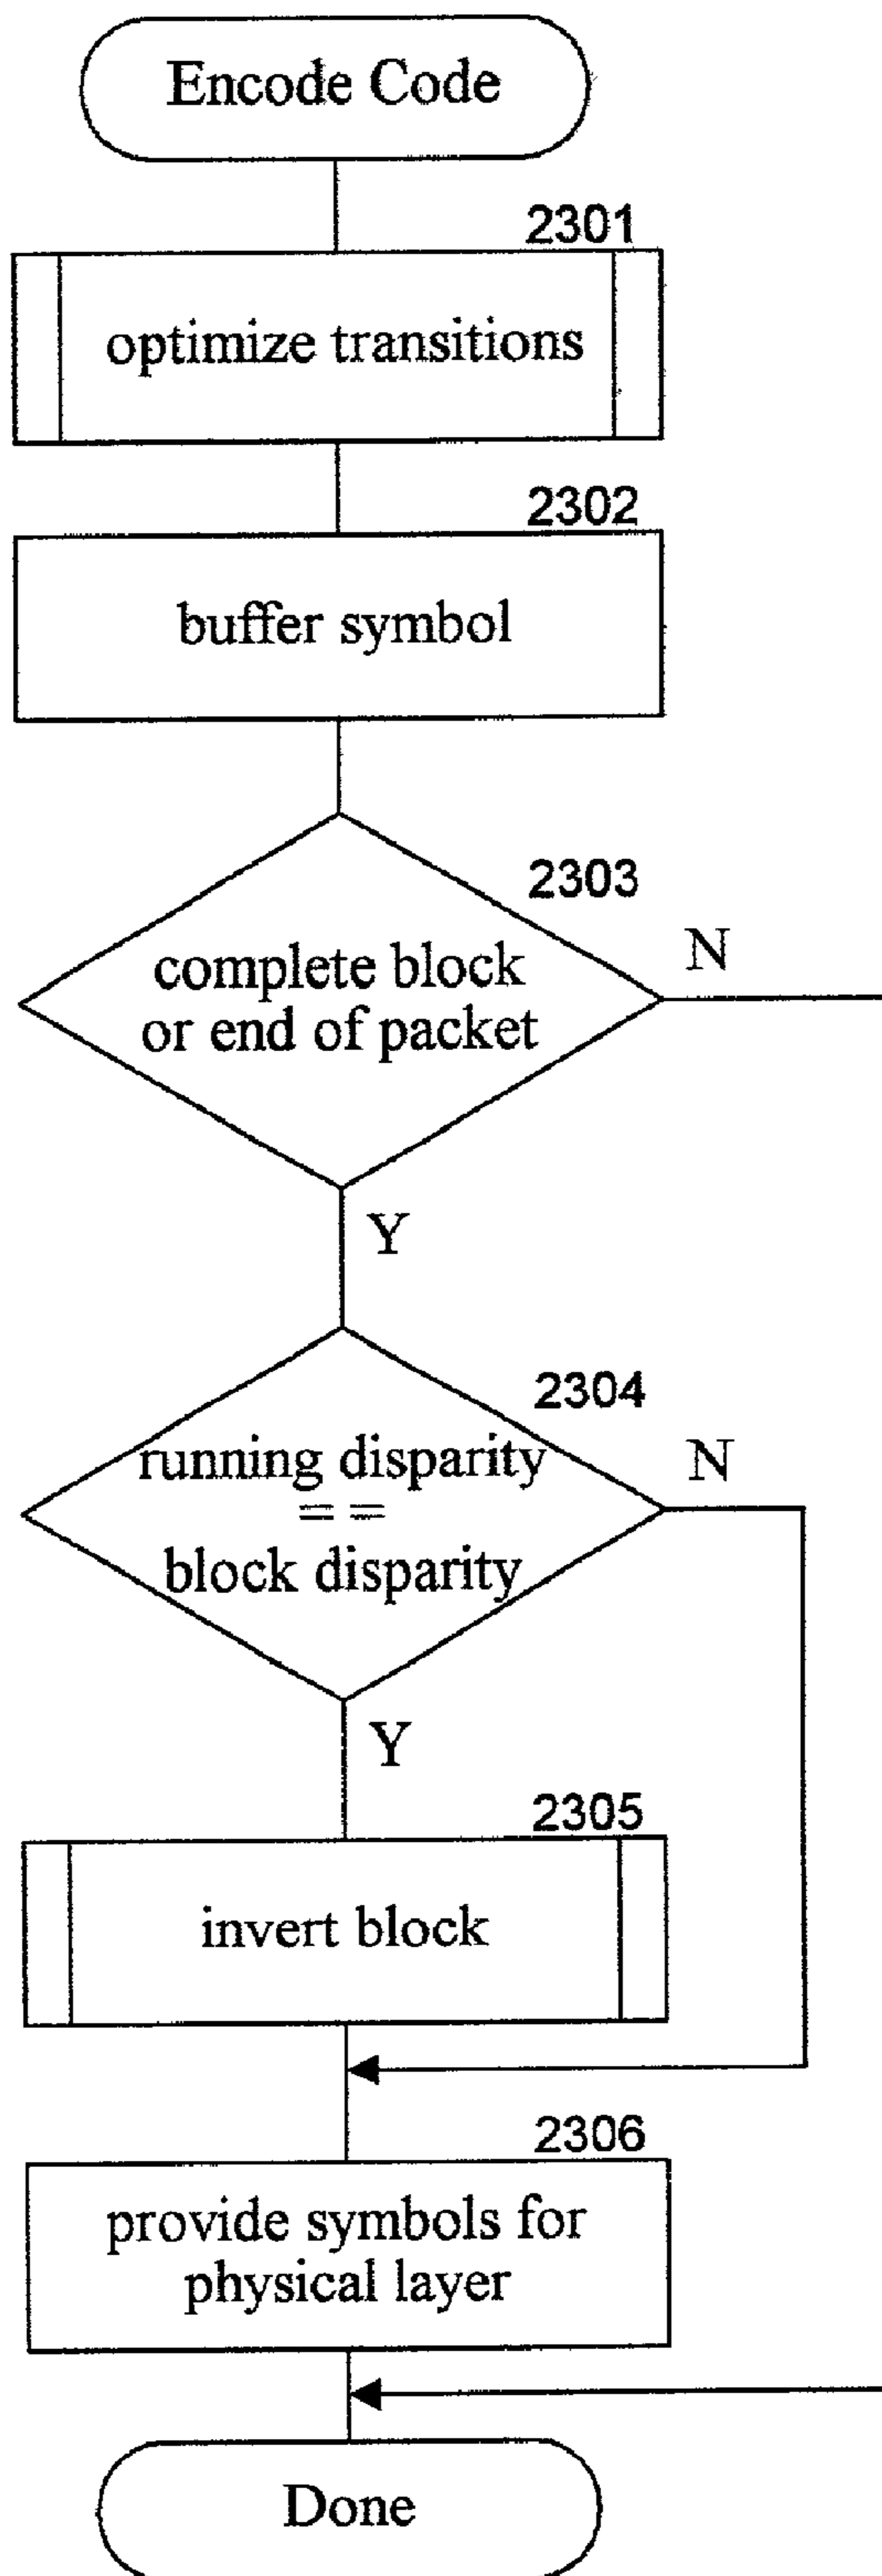 Encode Code
2301
optimize transitions
2302
buffer symbol
2303
complete block
or end of packet
N
Y
2304
running disparity
==
block disparity
N
Y
2305
invert block
2306
provide symbols for
physical layer
Done